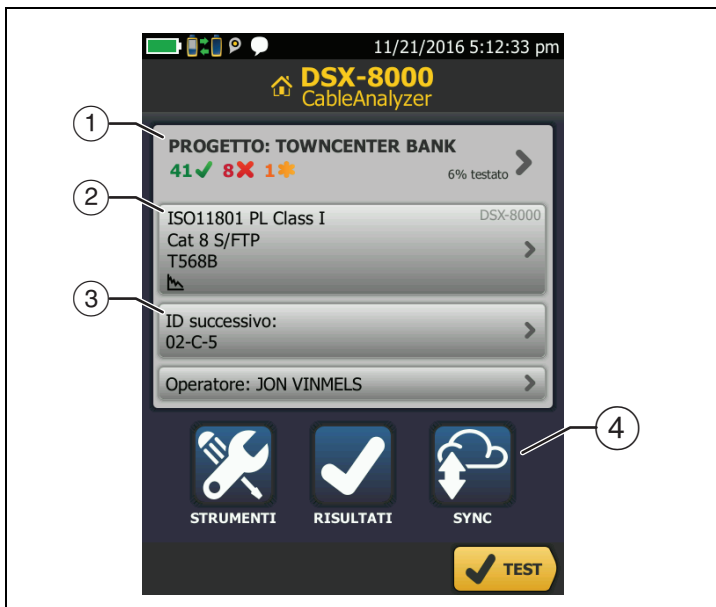 11/21/2016 5:12:33 pm
DSX-8000
CableAnalyzer
1
PROGETTO: TOWNCENTER BANK
41 8 1
6% testato
2
ISO11801 PL Class I
DSX-8000
Cat 8 S/FTP
T568B
3
ID successivo:
02-C-5
Operatore: JON VINMELS
4
STRUMENTI
RISULTATI
SYNC
TEST